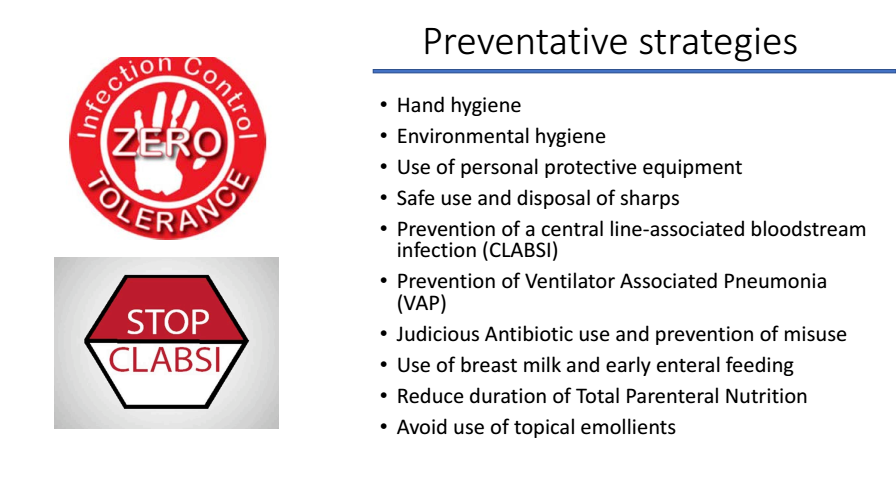 Preventative strategies
Infection Control
ZERO
TOLERANCE
STOP
CLABSI
• Hand hygiene
• Environmental hygiene
• Use of personal protective equipment
• Safe use and disposal of sharps
• Prevention of a central line-associated bloodstream
infection (CLABSI)
• Prevention of Ventilator Associated Pneumonia
(VAP)
• Judicious Antibiotic use and prevention of misuse
• Use of breast milk and early enteral feeding
• Reduce duration of Total Parenteral Nutrition
• Avoid use of topical emollients